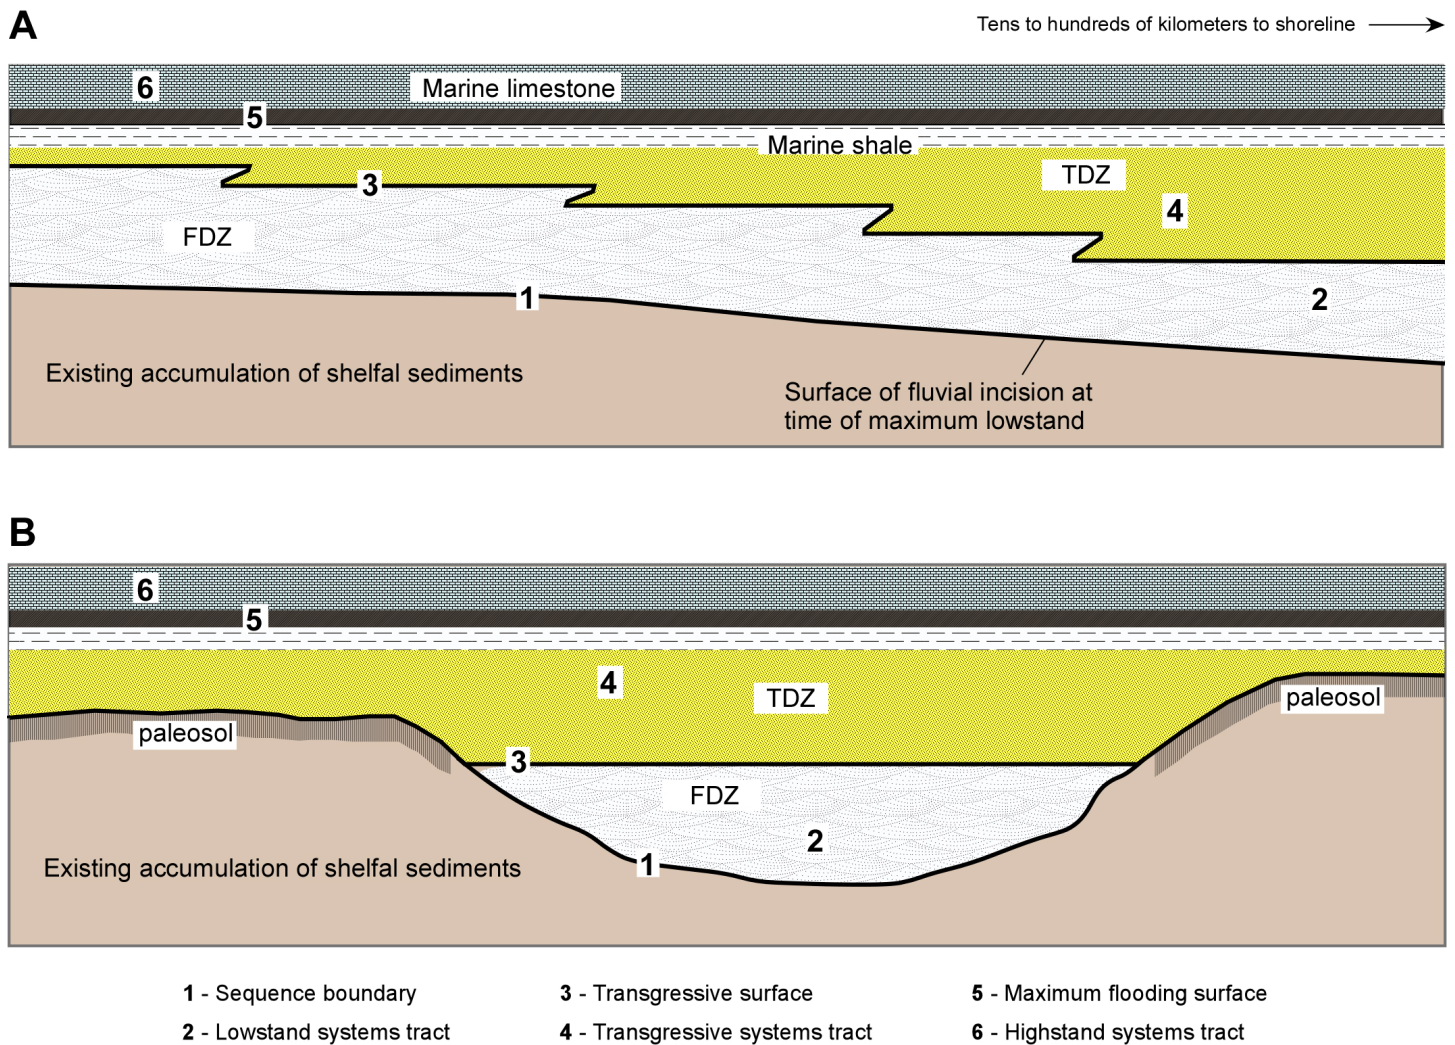 A
Tens to hundreds of kilometers to shoreline
6
Marine limestone
5
Marine shale
TDZ
3
4
FDZ
1
2
Existing accumulation of shelfal sediments
Surface of fluvial incision at
time of maximum lowstand
B
6
5
4
TDZ
paleosol
paleosol
3
FDZ
2
1
Existing accumulation of shelfal sediments
1 - Sequence boundary
3 - Transgressive surface
5 - Maximum flooding surface
2 - Lowstand systems tract
4 - Transgressive systems tract
6 - Highstand systems tract